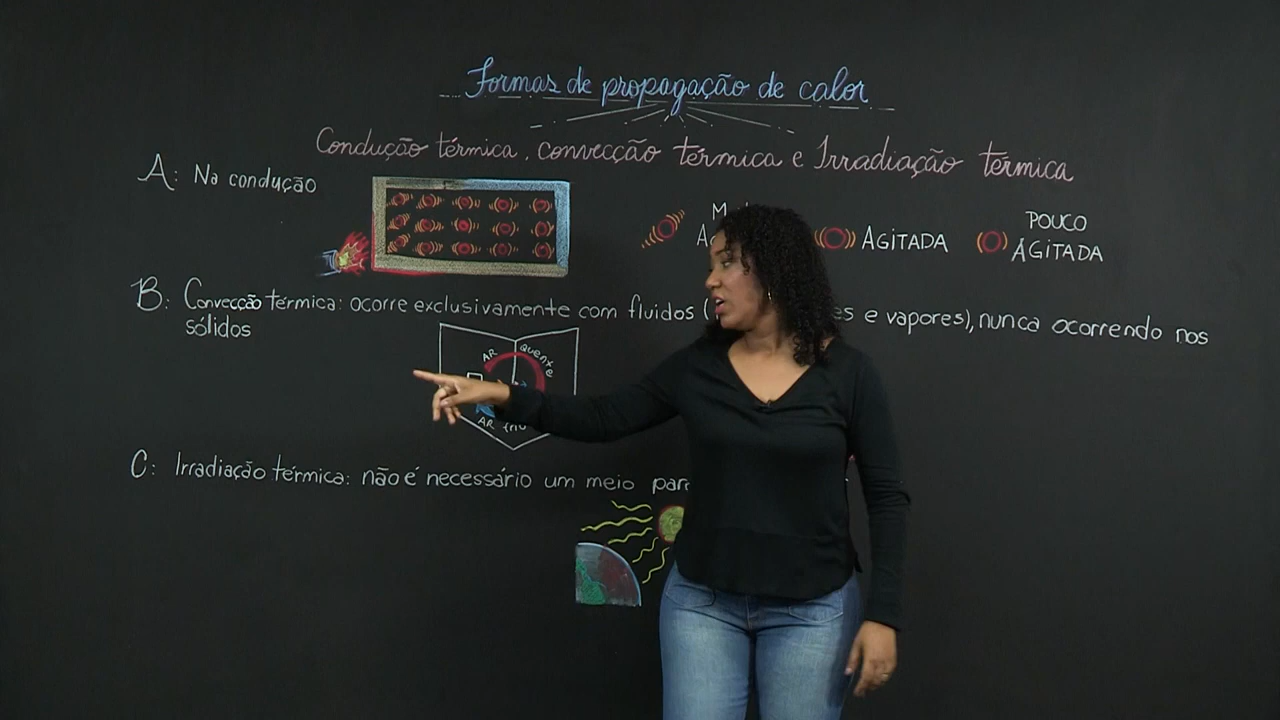 Formas de propagação de calor
Condução térmica, convecção térmica e Irradiação térmica
A: Na condução
AGITADA
POUCO
AGITADA
B: Convecção térmica: ocorre exclusivamente com fluidos ( e vapores), nunca ocorrendo nos
sólidos
AR quente
AR frio
C: Irradiação térmica: não é necessário um meio